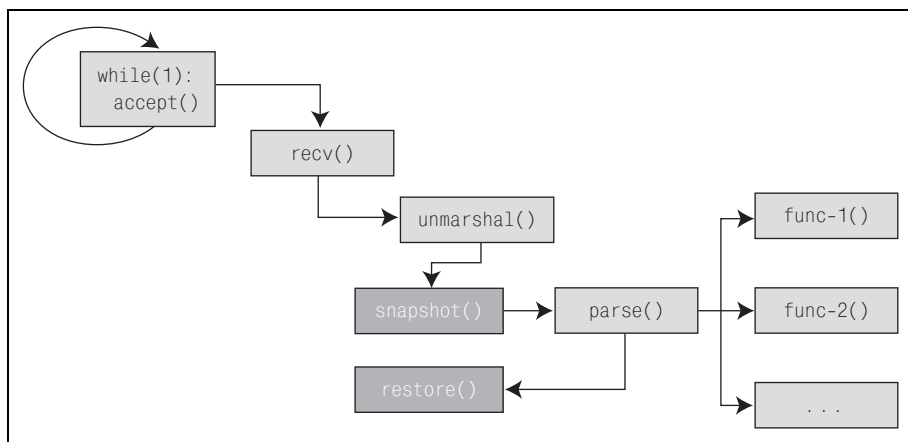 while(1):
accept()
recv()
unmarshal()
func-1()
snapshot()
parse()
func-2()
restore()
...